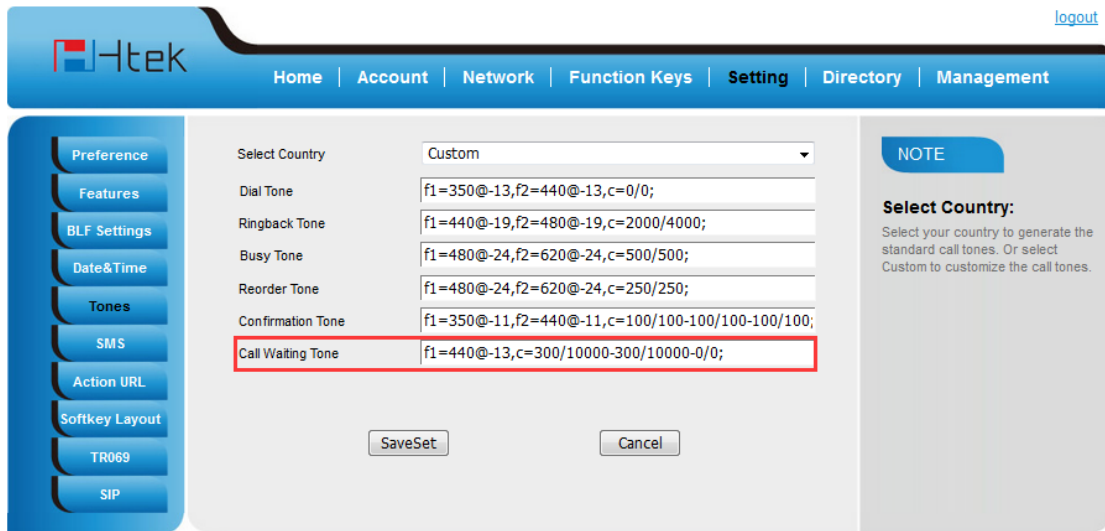 logout
Htek
Home | Account | Network | Function Keys | Setting | Directory | Management
Preference
Features
BLF Settings
Date&Time
Tones
SMS
Action URL
Softkey Layout
TR069
SIP
Select Country Custom
Dial Tone f1=350@-13,f2=440@-13,c=0/0;
Ringback Tone f1=440@-19,f2=480@-19,c=2000/4000;
Busy Tone f1=480@-24,f2=620@-24,c=500/500;
Reorder Tone f1=480@-24,f2=620@-24,c=250/250;
Confirmation Tone f1=350@-11,f2=440@-11,c=100/100-100/100-100/100;
Call Waiting Tone f1=440@-13,c=300/10000-300/10000-0/0;
SaveSet Cancel
NOTE
Select Country:
Select your country to generate the
standard call tones. Or select
Custom to customize the call tones.